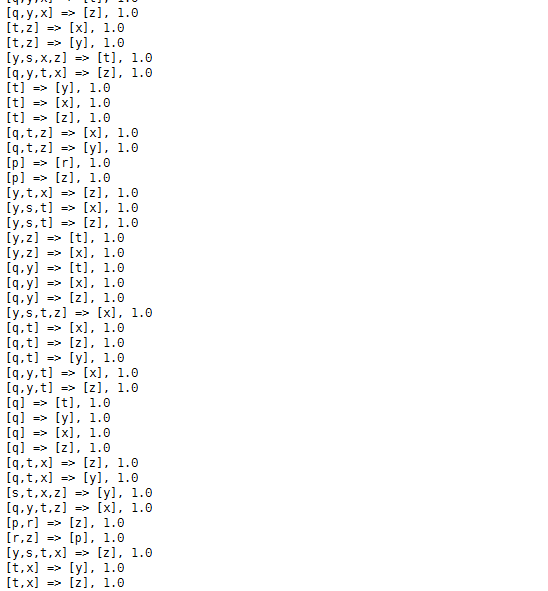 [q,y,x] => [z], 1.0
[t,z] => [x], 1.0
[t,z] => [y], 1.0
[y,s,x,z] => [t], 1.0
[q,y,t,x] => [z], 1.0
[t] => [y], 1.0
[t] => [x], 1.0
[t] => [z], 1.0
[q,t,z] => [x], 1.0
[q,t,z] => [y], 1.0
[p] => [r], 1.0
[p] => [z], 1.0
[y,t,x] => [z], 1.0
[y,s,t] => [x], 1.0
[y,s,t] => [z], 1.0
[y,z] => [t], 1.0
[y,z] => [x], 1.0
[q,y] => [t], 1.0
[q,y] => [x], 1.0
[q,y] => [z], 1.0
[y,s,t,z] => [x], 1.0
[q,t] => [x], 1.0
[q,t] => [z], 1.0
[q,t] => [y], 1.0
[q,y,t] => [x], 1.0
[q,y,t] => [z], 1.0
[q] => [t], 1.0
[q] => [y], 1.0
[q] => [x], 1.0
[q] => [z], 1.0
[q,t,x] => [z], 1.0
[q,t,x] => [y], 1.0
[s,t,x,z] => [y], 1.0
[q,y,t,z] => [x], 1.0
[p,r] => [z], 1.0
[r,z] => [p], 1.0
[y,s,t,x] => [z], 1.0
[t,x] => [y], 1.0
[t,x] => [z], 1.0